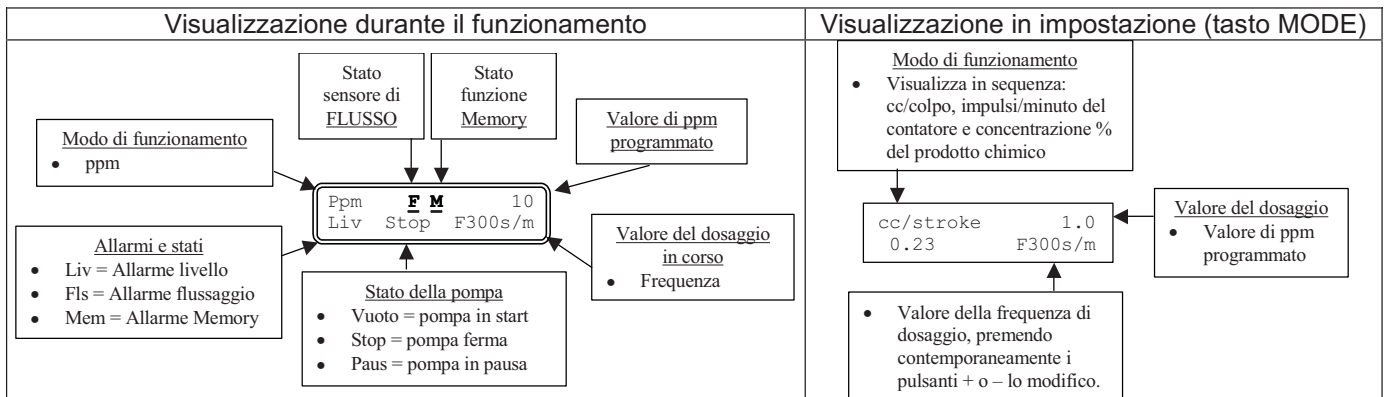 Visualizzazione durante il funzionamento
Visualizzazione in impostazione (tasto MODE)
Stato
sensore di
FLUSSO
Stato
funzione
Memory
Modo di funzionamento
• ppm
Valore di ppm
programmato
Ppm F M 10
Liv Stop F300s/m
Allarmi e stati
• Liv = Allarme livello
• Fls = Allarme flussaggio
• Mem = Allarme Memory
Stato della pompa
• Vuoto = pompa in start
• Stop = pompa ferma
• Paus = pompa in pausa
Valore del dosaggio
in corso
• Frequenza
Modo di funzionamento
• Visualizza in sequenza:
cc/colpo, impulsi/minuto del
contatore e concentrazione %
del prodotto chimico
cc/stroke 1.0
0.23 F300s/m
Valore del dosaggio
• Valore di ppm
programmato
• Valore della frequenza di
dosaggio, premendo
contemporaneamente i
pulsanti + o – lo modifico.